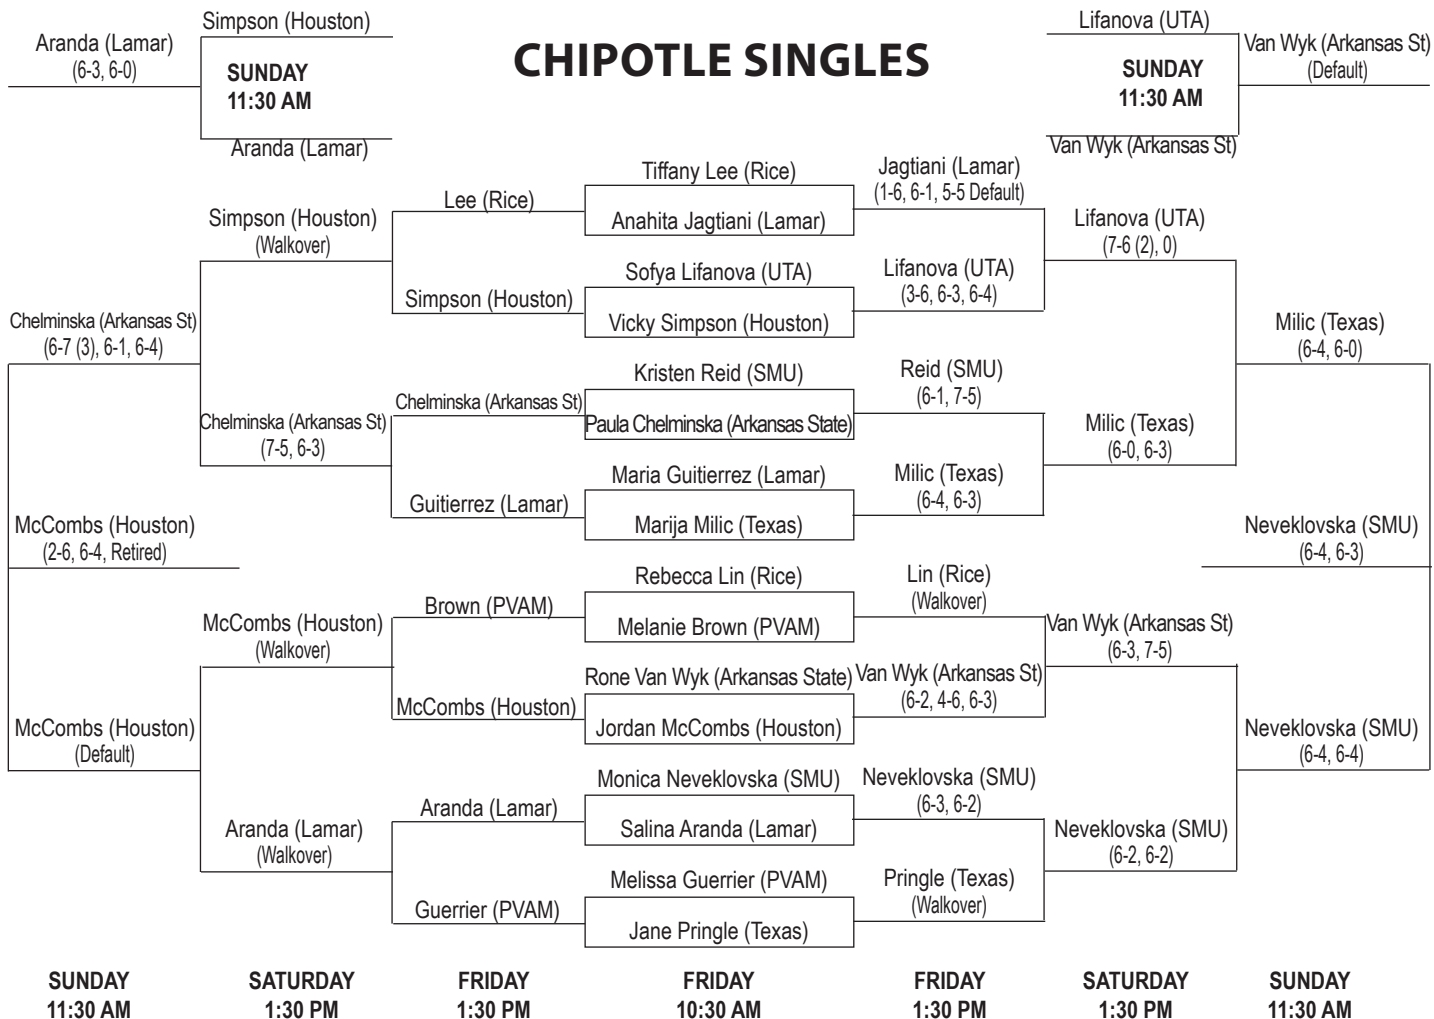 CHIPOTLE SINGLES
Simpson (Houston)
Aranda (Lamar)
(6-3, 6-0)
SUNDAY
11:30 AM
Aranda (Lamar)
Lifanova (UTA)
Van Wyk (Arkansas St)
(Default)
SUNDAY
11:30 AM
Van Wyk (Arkansas St)
Chelminska (Arkansas St)
(6-7 (3), 6-1, 6-4)
McCombs (Houston)
(2-6, 6-4, Retired)
McCombs (Houston)
(Default)
SUNDAY
11:30 AM
Simpson (Houston)
(Walkover)
Chelminska (Arkansas St)
(7-5, 6-3)
McCombs (Houston)
(Walkover)
Aranda (Lamar)
(Walkover)
SATURDAY
1:30 PM
Lee (Rice)
Simpson (Houston)
Chelminska (Arkansas St)
Guitierrez (Lamar)
Brown (PVAM)
McCombs (Houston)
Aranda (Lamar)
Guerrier (PVAM)
FRIDAY
1:30 PM
Tiffany Lee (Rice)
Anahita Jagtiani (Lamar)
Sofya Lifanova (UTA)
Vicky Simpson (Houston)
Kristen Reid (SMU)
Paula Chelminska (Arkansas State)
Maria Guitierrez (Lamar)
Marija Milic (Texas)
Rebecca Lin (Rice)
Melanie Brown (PVAM)
Rone Van Wyk (Arkansas State)
Jordan McCombs (Houston)
Monica Neveklovska (SMU)
Salina Aranda (Lamar)
Melissa Guerrier (PVAM)
Jane Pringle (Texas)
FRIDAY
10:30 AM
Jagtiani (Lamar)
(1-6, 6-1, 5-5 Default)
Lifanova (UTA)
(3-6, 6-3, 6-4)
Reid (SMU)
(6-1, 7-5)
Milic (Texas)
(6-4, 6-3)
Lin (Rice)
(Walkover)
Van Wyk (Arkansas St)
(6-2, 4-6, 6-3)
Neveklovska (SMU)
(6-3, 6-2)
Pringle (Texas)
(Walkover)
FRIDAY
1:30 PM
Lifanova (UTA)
(7-6 (2), 0)
Milic (Texas)
(6-0, 6-3)
Van Wyk (Arkansas St)
(6-3, 7-5)
Neveklovska (SMU)
(6-2, 6-2)
SATURDAY
1:30 PM
Milic (Texas)
(6-4, 6-0)
Neveklovska (SMU)
(6-4, 6-3)
Neveklovska (SMU)
(6-4, 6-4)
SUNDAY
11:30 AM